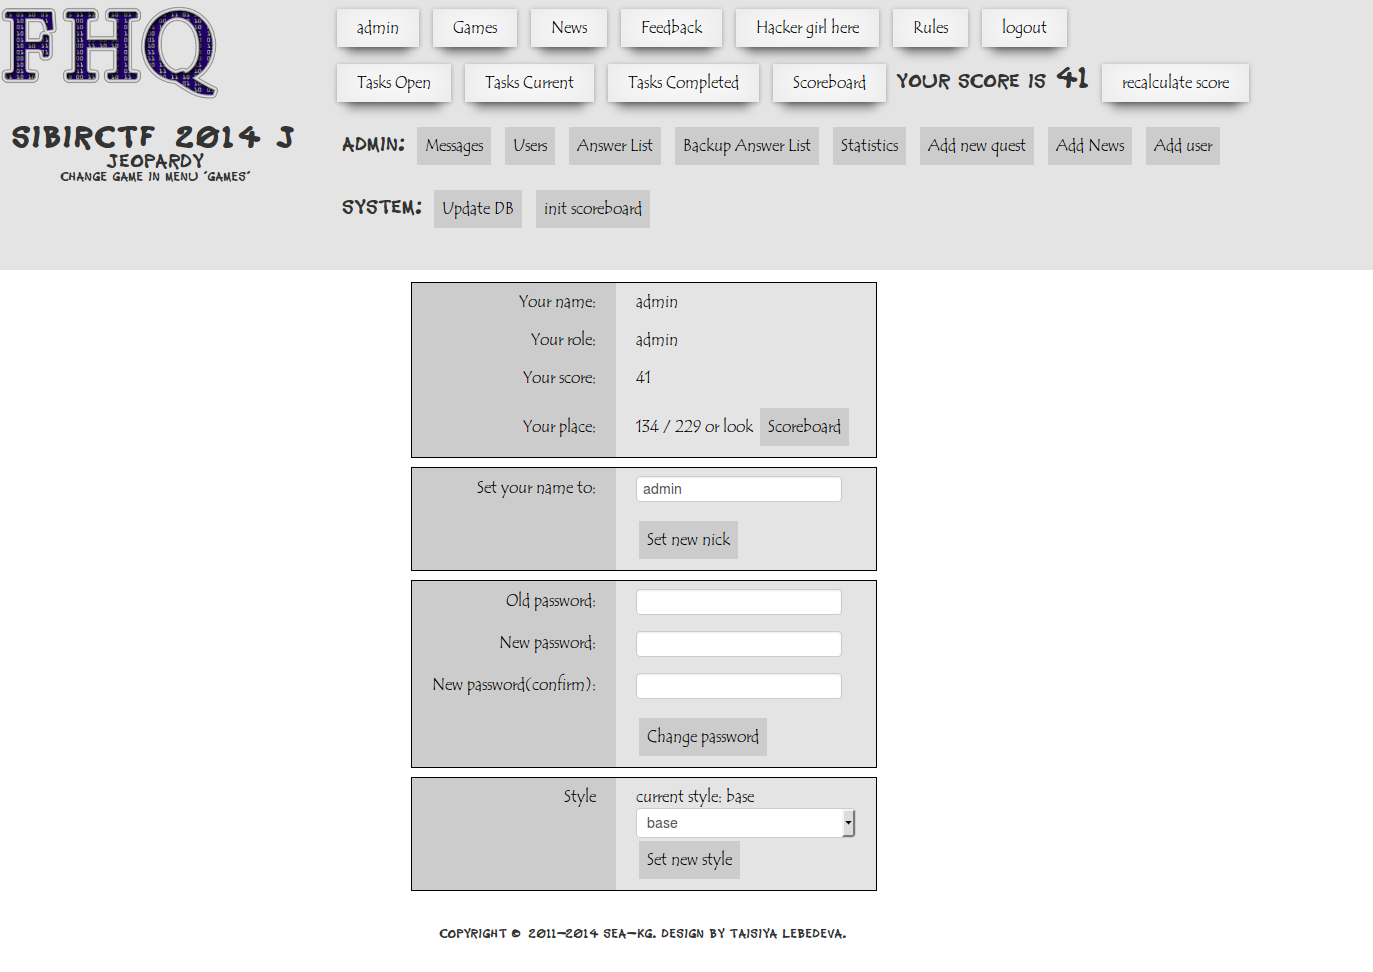 FHQ
admin Games News Feedback Hacker girl here Rules logout
Tasks Open Tasks Current Tasks Completed Scoreboard YOUR SCORE IS 41 recalculate score
SIBIRCTF 2014 J
JEOPARDY
CHANGE GAME IN MENU "GAMES"
ADMIN: Messages Users Answer List Backup Answer List Statistics Add new quest Add News Add user
SYSTEM: Update DB init scoreboard
Your name: admin
Your role: admin
Your score: 41
Your place: 134 / 229 or look Scoreboard
Set your name to: admin
Set new nick
Old password:
New password:
New password(confirm):
Change password
Style current style: base
base
Set new style
COPYRIGHT © 2011-2014 SEA-KG. DESIGN BY TAISIYA LEBEDEVA.